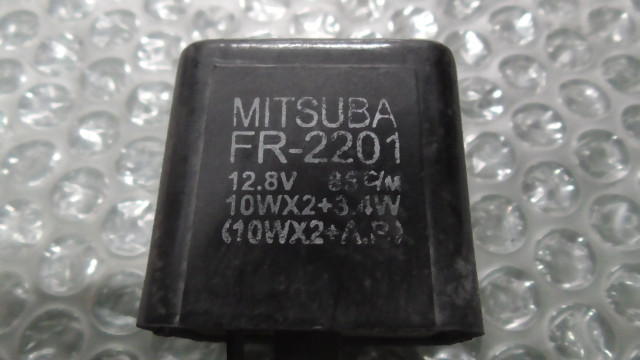 MITSUBA
FR-2201
12.8V 85c/M
10WX2+3.4W
(10WX2+A.P.)